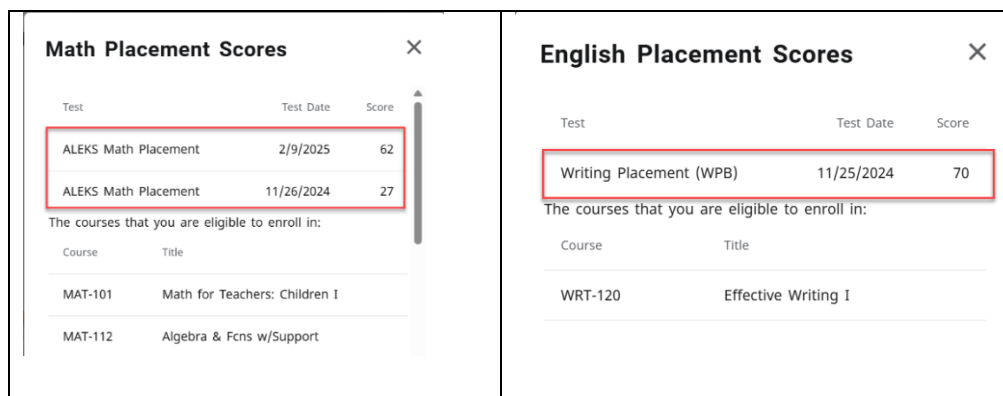 Math Placement Scores
Test Test Date Score
ALEKS Math Placement 2/9/2025 62
ALEKS Math Placement 11/26/2024 27
The courses that you are eligible to enroll in:
Course Title
MAT-101 Math for Teachers: Children I
MAT-112 Algebra & Fcns w/Support
English Placement Scores
Test Test Date Score
Writing Placement (WPB) 11/25/2024 70
The courses that you are eligible to enroll in:
Course Title
WRT-120 Effective Writing I